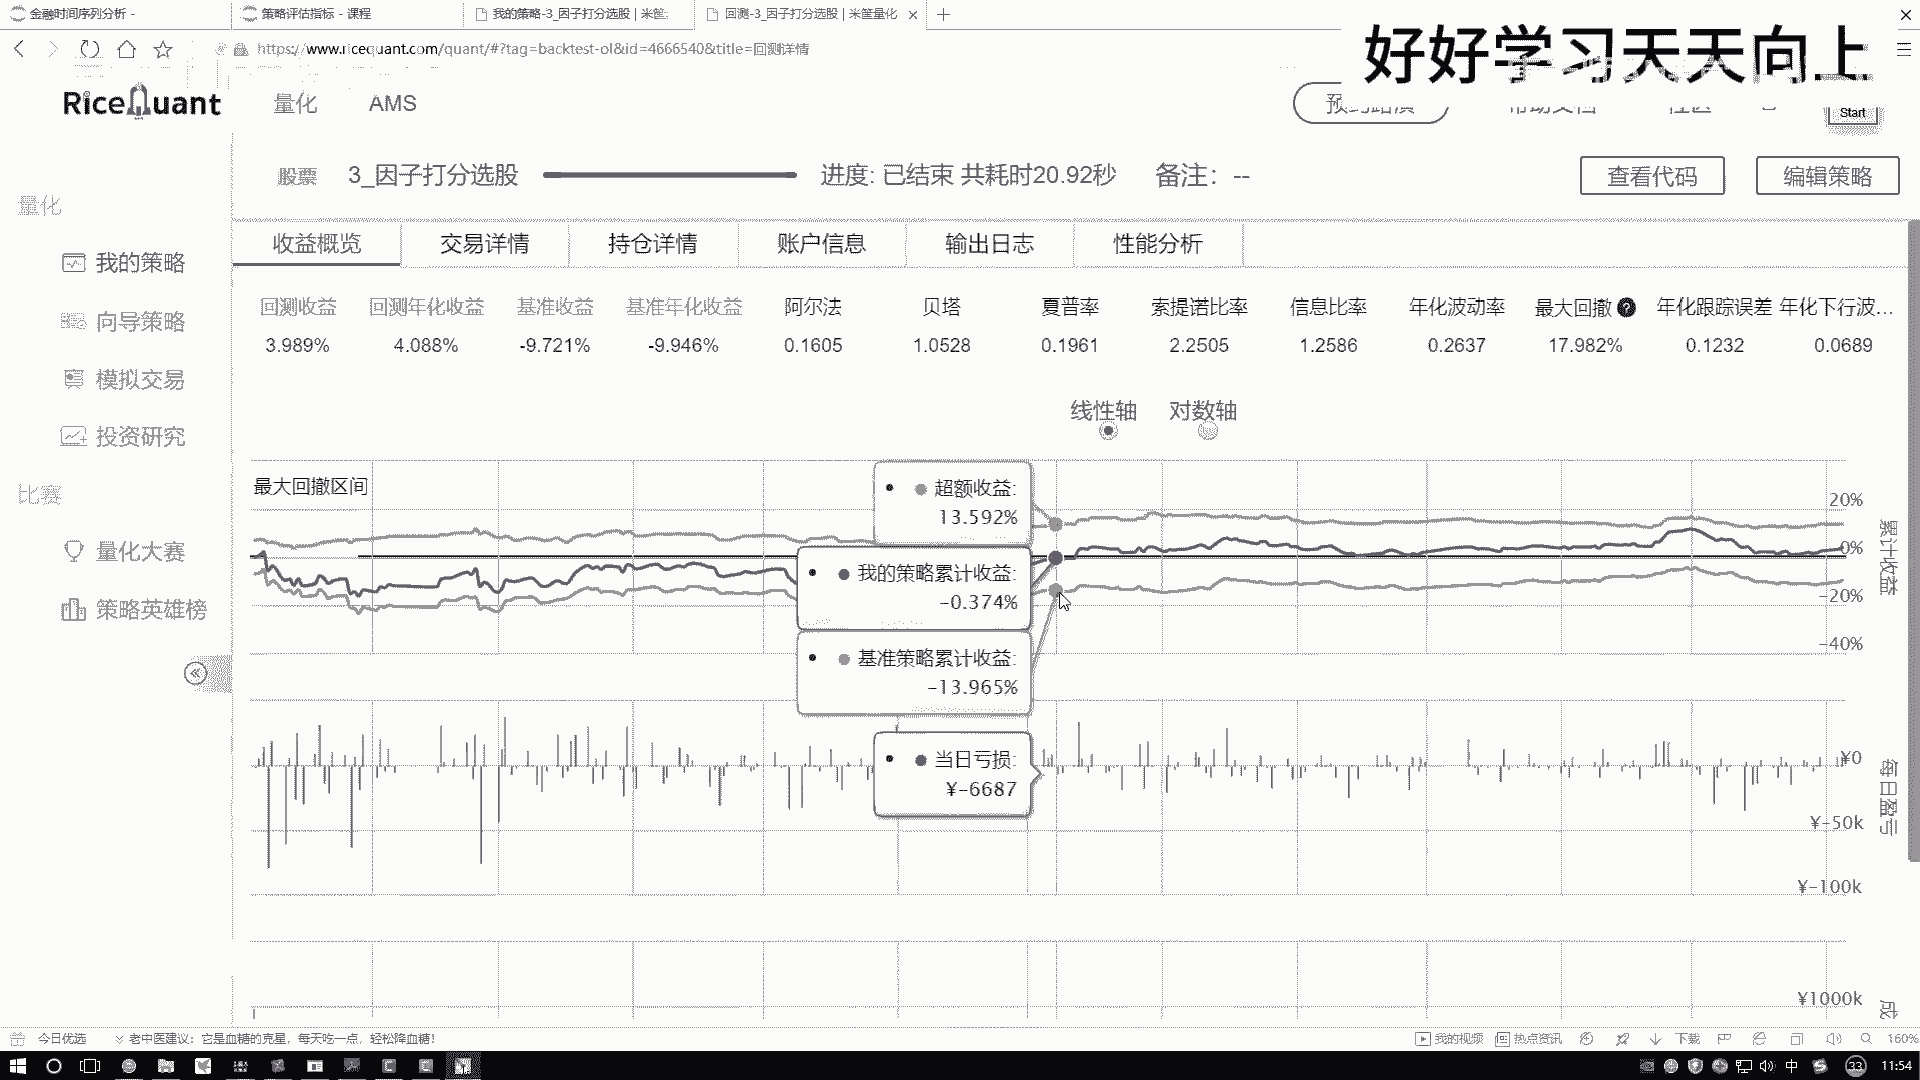 金融时间序列分析 -
策略评估指标 - 课程
我的策略-3_因子打分选股 | 米筐
回测-3_因子打分选股 | 米筐量化
https://www.ricequant.com/quant/#?tag=backtest-ol&id=4666540&title=回测详情
好好学习天天向上
RiceQuant
量化
AMS
Start
股票
3_因子打分选股
进度: 已结束 共耗时20.92秒
备注: --
查看代码
编辑策略
量化
我的策略
向导策略
模拟交易
投资研究
比赛
量化大赛
策略英雄榜
收益概览
交易详情
持仓详情
账户信息
输出日志
性能分析
回测收益 回测年化收益 基准收益 基准年化收益 阿尔法 贝塔 夏普率 索提诺比率 信息比率 年化波动率 最大回撤 ? 年化跟踪误差 年化下行波...
3.989% 4.088% -9.721% -9.946% 0.1605 1.0528 0.1961 2.2505 1.2586 0.2637 17.982% 0.1232 0.0689
线性轴 对数轴
最大回撤区间
超额收益:
13.592%
我的策略累计收益:
-0.374%
基准策略累计收益:
-13.965%
当日亏损:
¥-6687
20%
0%
-20%
-40%
累计收益
¥0
¥-50k
¥-100k
每日盈亏
¥1000k
成
今日优选
老中医建议: 它是血糖的克星, 每天吃一点, 轻松降血糖!
我的视频
热点资讯
下载
160%
中
33
11:54